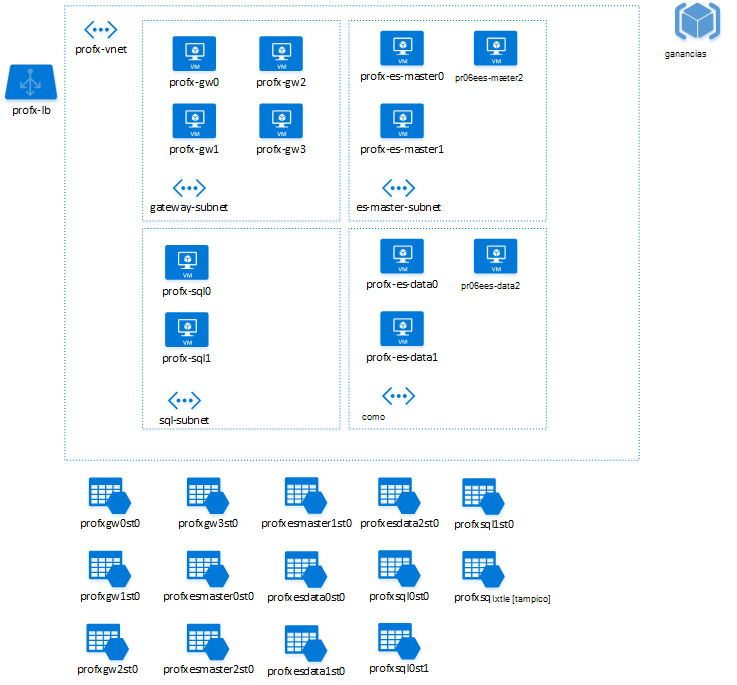 profx-vnet
ganancias
profx-lb
profx-gw0
profx-gw2
profx-es-master0
pr06ees-maeter2
profx-gw1
profx-gw3
profx-es-master1
gateway-subnet
es-master-subnet
profx-sql0
profx-es-data0
pr06ees-data2
profx-sql1
profx-es-data1
sql-subnet
como
VM
VM
VM
VM
VM
VM
VM
VM
VM
VM
VM
VM
profxgw0st0
profxgw3st0
profxesmaster1st0
profxesdata2st0
profxsql1st0
profxgw1st0
profxesmaster0st0
profxesdata0st0
profxsql0st0
profxsq lxtle [tampico]
profxgw2st0
profxesmaster2st0
profxesdata1st0
profxsql0st1